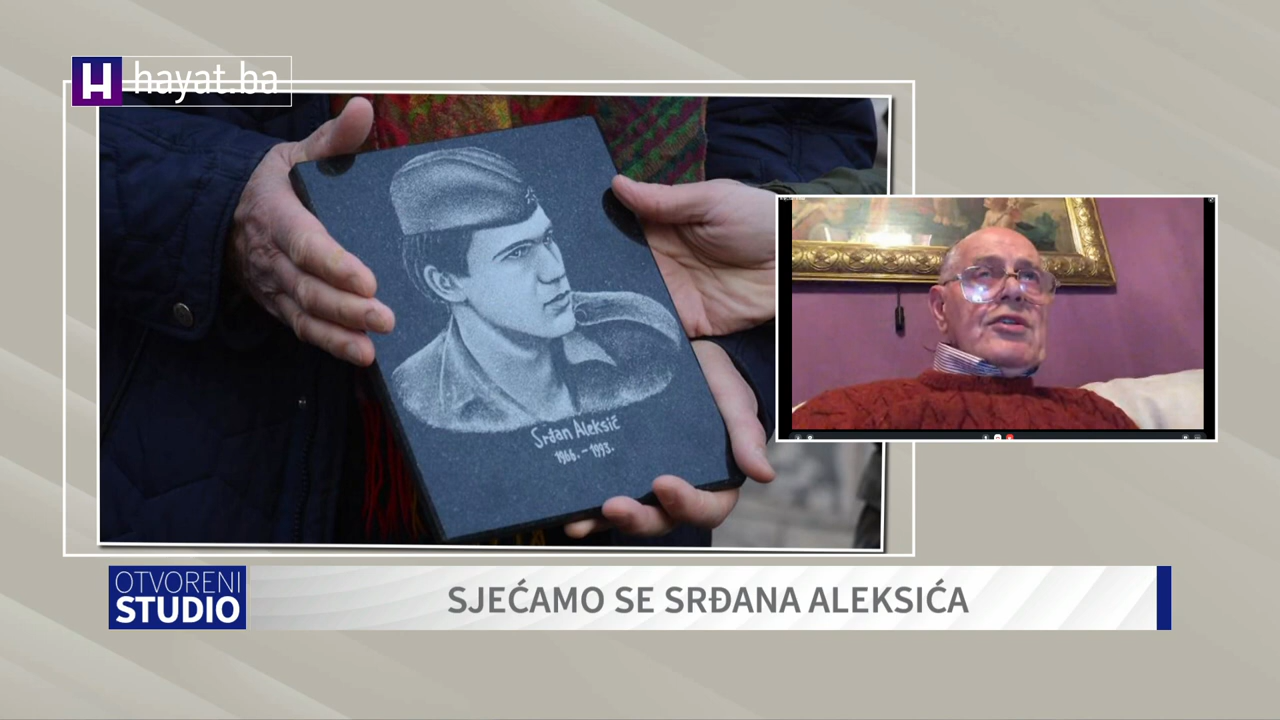 H hayat.ba
Srđan Aleksić
1966. – 1993.
OTVORENI
STUDIO
SJEĆAMO SE SRĐANA ALEKSIĆA